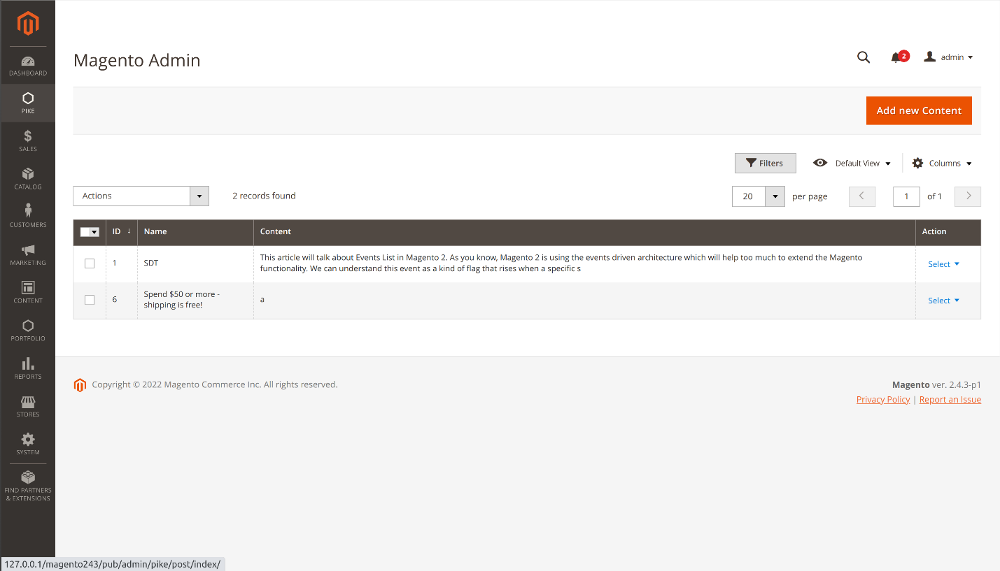 DASHBOARD
PIKE
SALES
CATALOG
CUSTOMERS
MARKETING
CONTENT
PORTFOLIO
REPORTS
STORES
SYSTEM
FIND PARTNERS
& EXTENSIONS
Magento Admin
2
admin
Add new Content
Filters
Default View
Columns
Actions
2 records found
20
per page
1
of 1
ID ↓ Name Content Action
1 SDT This article will talk about Events List in Magento 2. As you know, Magento 2 is using the events driven architecture which will help too much to extend the Magento
functionality. We can understand this event as a kind of flag that rises when a specific s
Select
6 Spend $50 or more -
shipping is free!
a
Select
Copyright © 2022 Magento Commerce Inc. All rights reserved.
Magento ver. 2.4.3-p1
Privacy Policy | Report an Issue
127.0.0.1/magento243/pub/admin/pike/post/index/